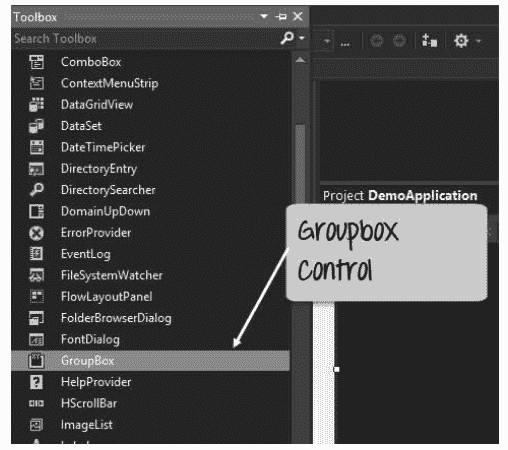 Toolbox
Search Toolbox
ComboBox
ContextMenuStrip
DataGridView
DataSet
DateTimePicker
DirectoryEntry
DirectorySearcher
DomainUpDown
ErrorProvider
EventLog
FileSystemWatcher
FlowLayoutPanel
FolderBrowserDialog
FontDialog
GroupBox
HelpProvider
HScrollBar
ImageList
...
Project DemoApplication
Groupbox
Control